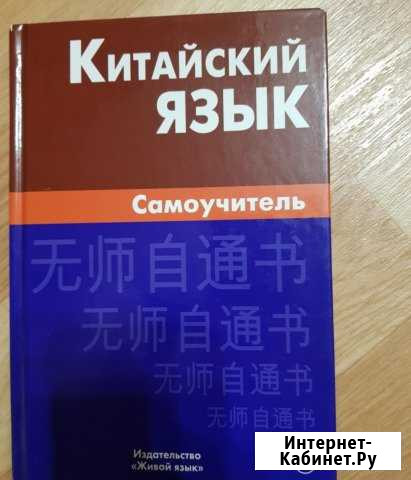 Китайский
язык
Самоучитель
无师自通书
无师自通书
无师自通书
无师自通书
Издательство
«Живой язык»
Интернет-
Кабинет.Ру